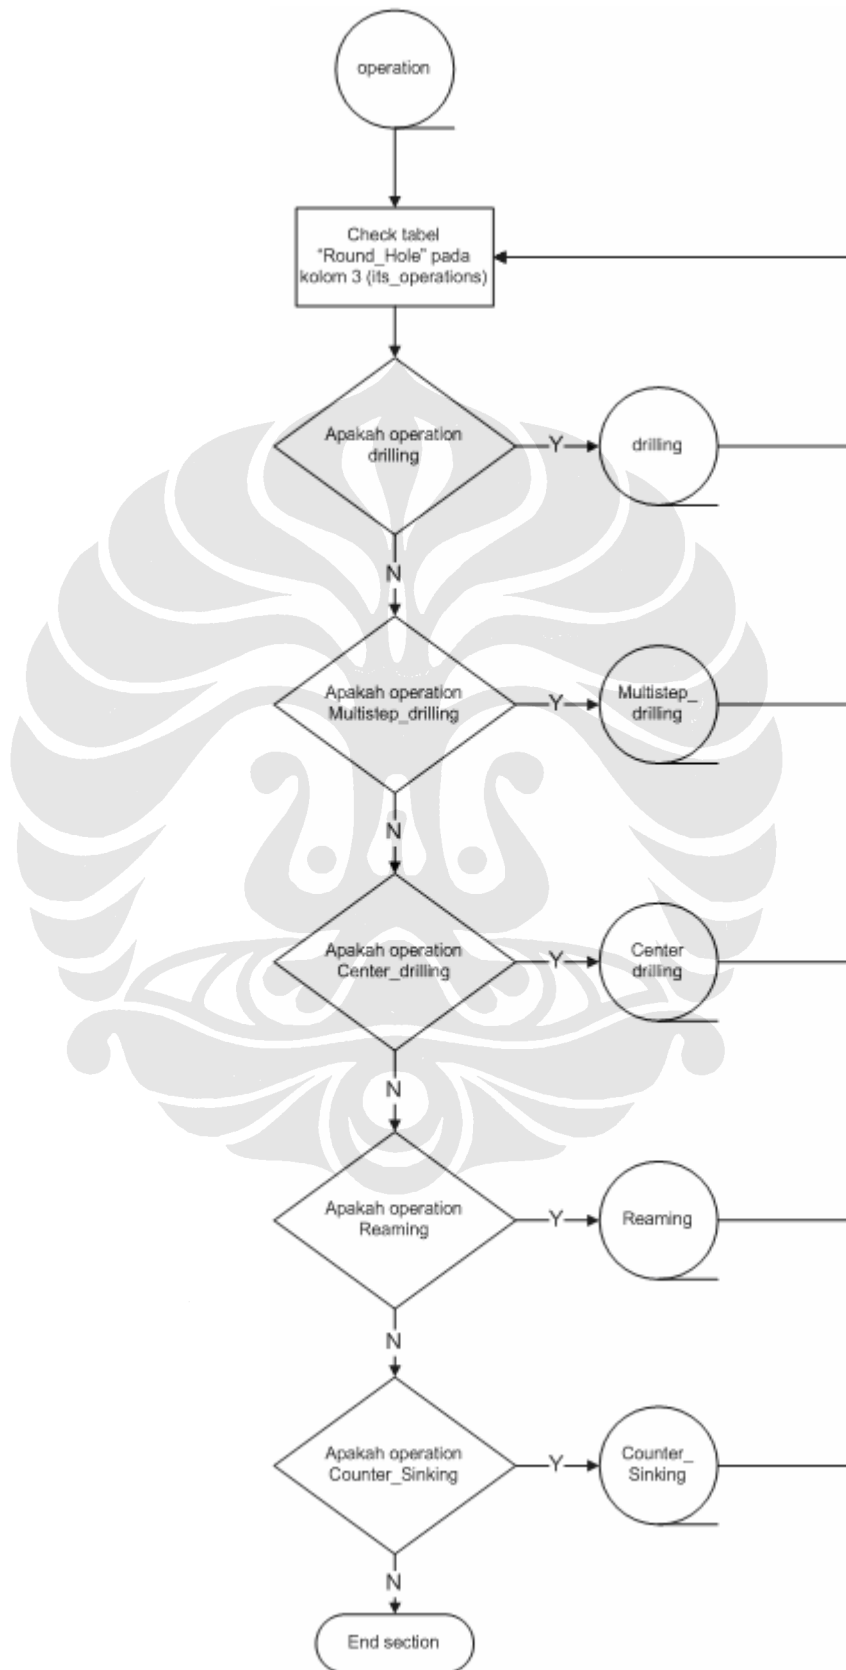 operation
Check tabel
"Round_Hole" pada
kolom 3 (its_operations)
Apakah operation
drilling
Y
drilling
N
Apakah operation
Multistep_drilling
Y
Multistep_
drilling
N
Apakah operation
Center_drilling
Y
Center
drilling
N
Apakah operation
Reaming
Y
Reaming
N
Apakah operation
Counter_Sinking
Y
Counter_
Sinking
N
End section